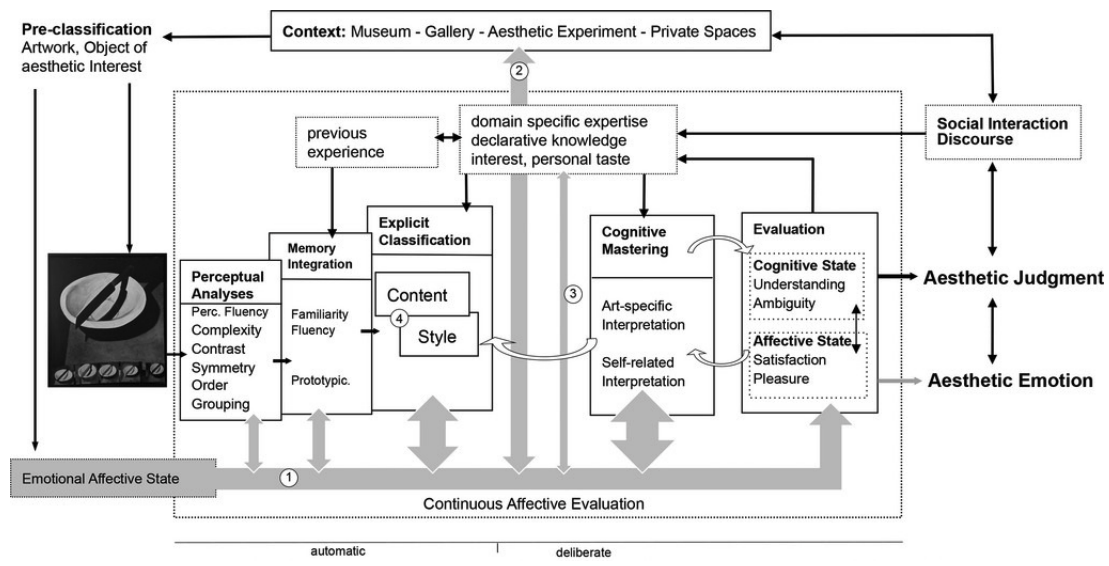 Pre-classification
Artwork, Object of
aesthetic Interest
Context: Museum - Gallery - Aesthetic Experiment - Private Spaces
2
previous
experience
domain specific expertise
declarative knowledge
interest, personal taste
Social Interaction
Discourse
Perceptual
Analyses
Perc. Fluency
Complexity
Contrast
Symmetry
Order
Grouping
Memory
Integration
Familiarity
Fluency
Prototypic.
Explicit
Classification
Content
4
Style
3
Cognitive
Mastering
Art-specific
Interpretation
Self-related
Interpretation
Evaluation
Cognitive State
Understanding
Ambiguity
Affective State
Satisfaction
Pleasure
Aesthetic Judgment
Aesthetic Emotion
Emotional Affective State
1
Continuous Affective Evaluation
automatic
deliberate